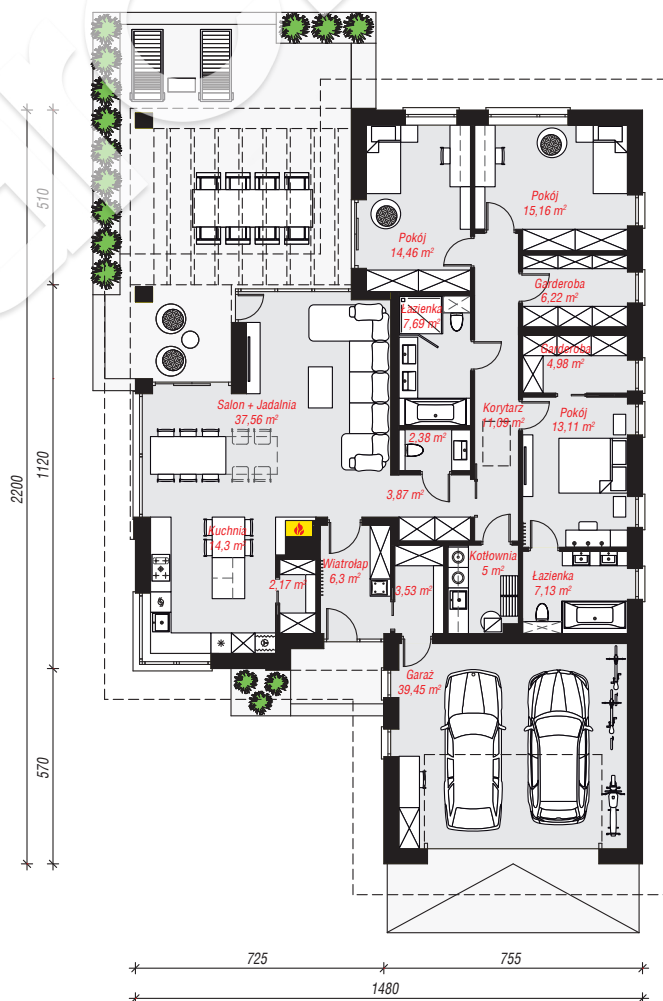 Pokój
15,16 m²
Pokój
14,46 m²
Garderoba
6,22 m²
Łazienka
7,69 m²
Garderoba
4,98 m²
Salon + Jadalnia
37,56 m²
Korytarz
11,09 m²
Pokój
13,11 m²
2,38 m²
3,87 m²
Kuchnia
14,3 m²
Wiatrołap
6,3 m²
Kotłownia
5 m²
2,17 m²
3,53 m²
Łazienka
7,13 m²
Garaż
39,45 m²
510
1120
2200
570
725
755
1480